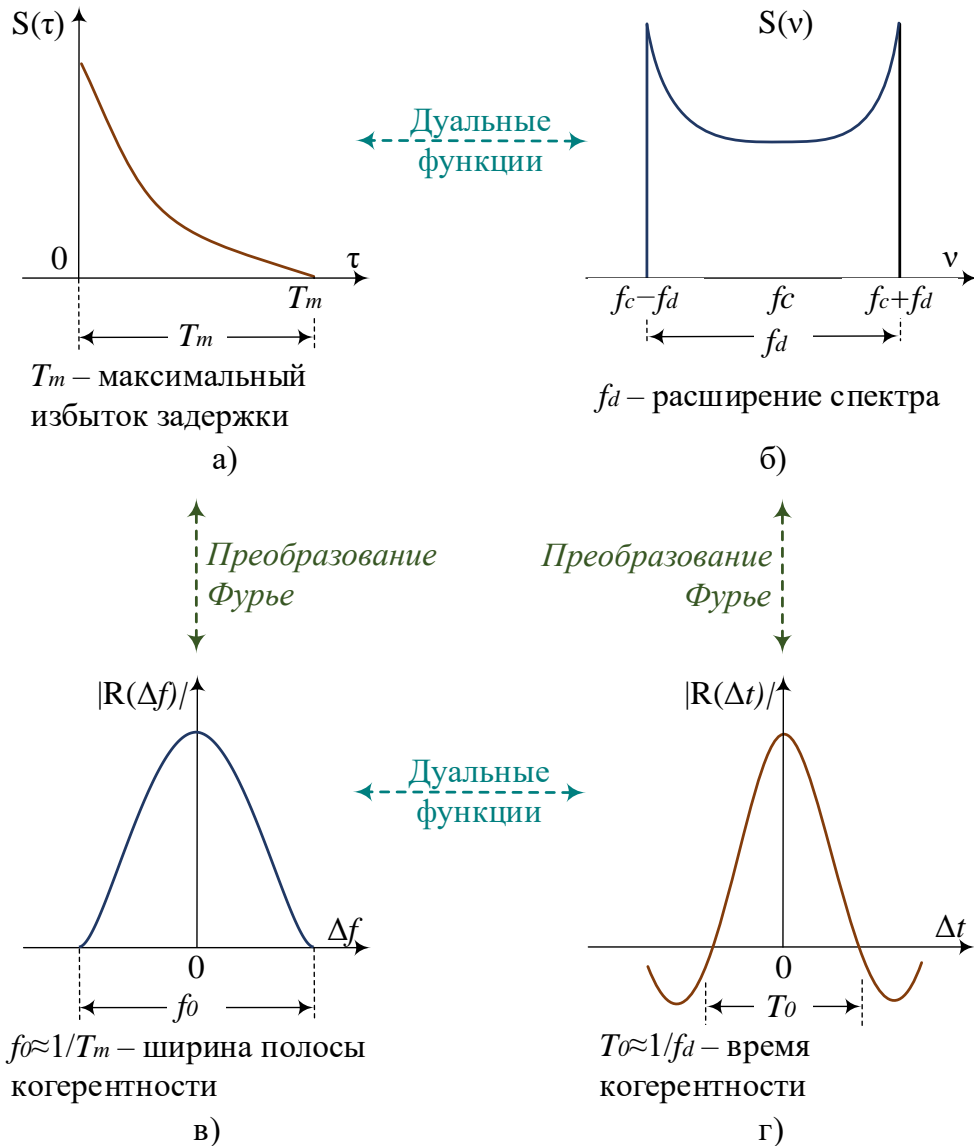 S(τ)
0
τ
Tm
Tm
Tm – максимальный
избыток задержки
а)
Дуальные
функции
S(ν)
ν
fc–fd
fc
fc+fd
fd
fd – расширение спектра
б)
Преобразование
Фурье
Преобразование
Фурье
|R(Δf)/
Δf
0
f0
f0≈1/Tm – ширина полосы
когерентности
в)
Дуальные
функции
|R(Δt)/
Δt
0
T0
T0≈1/fd – время
когерентности
г)